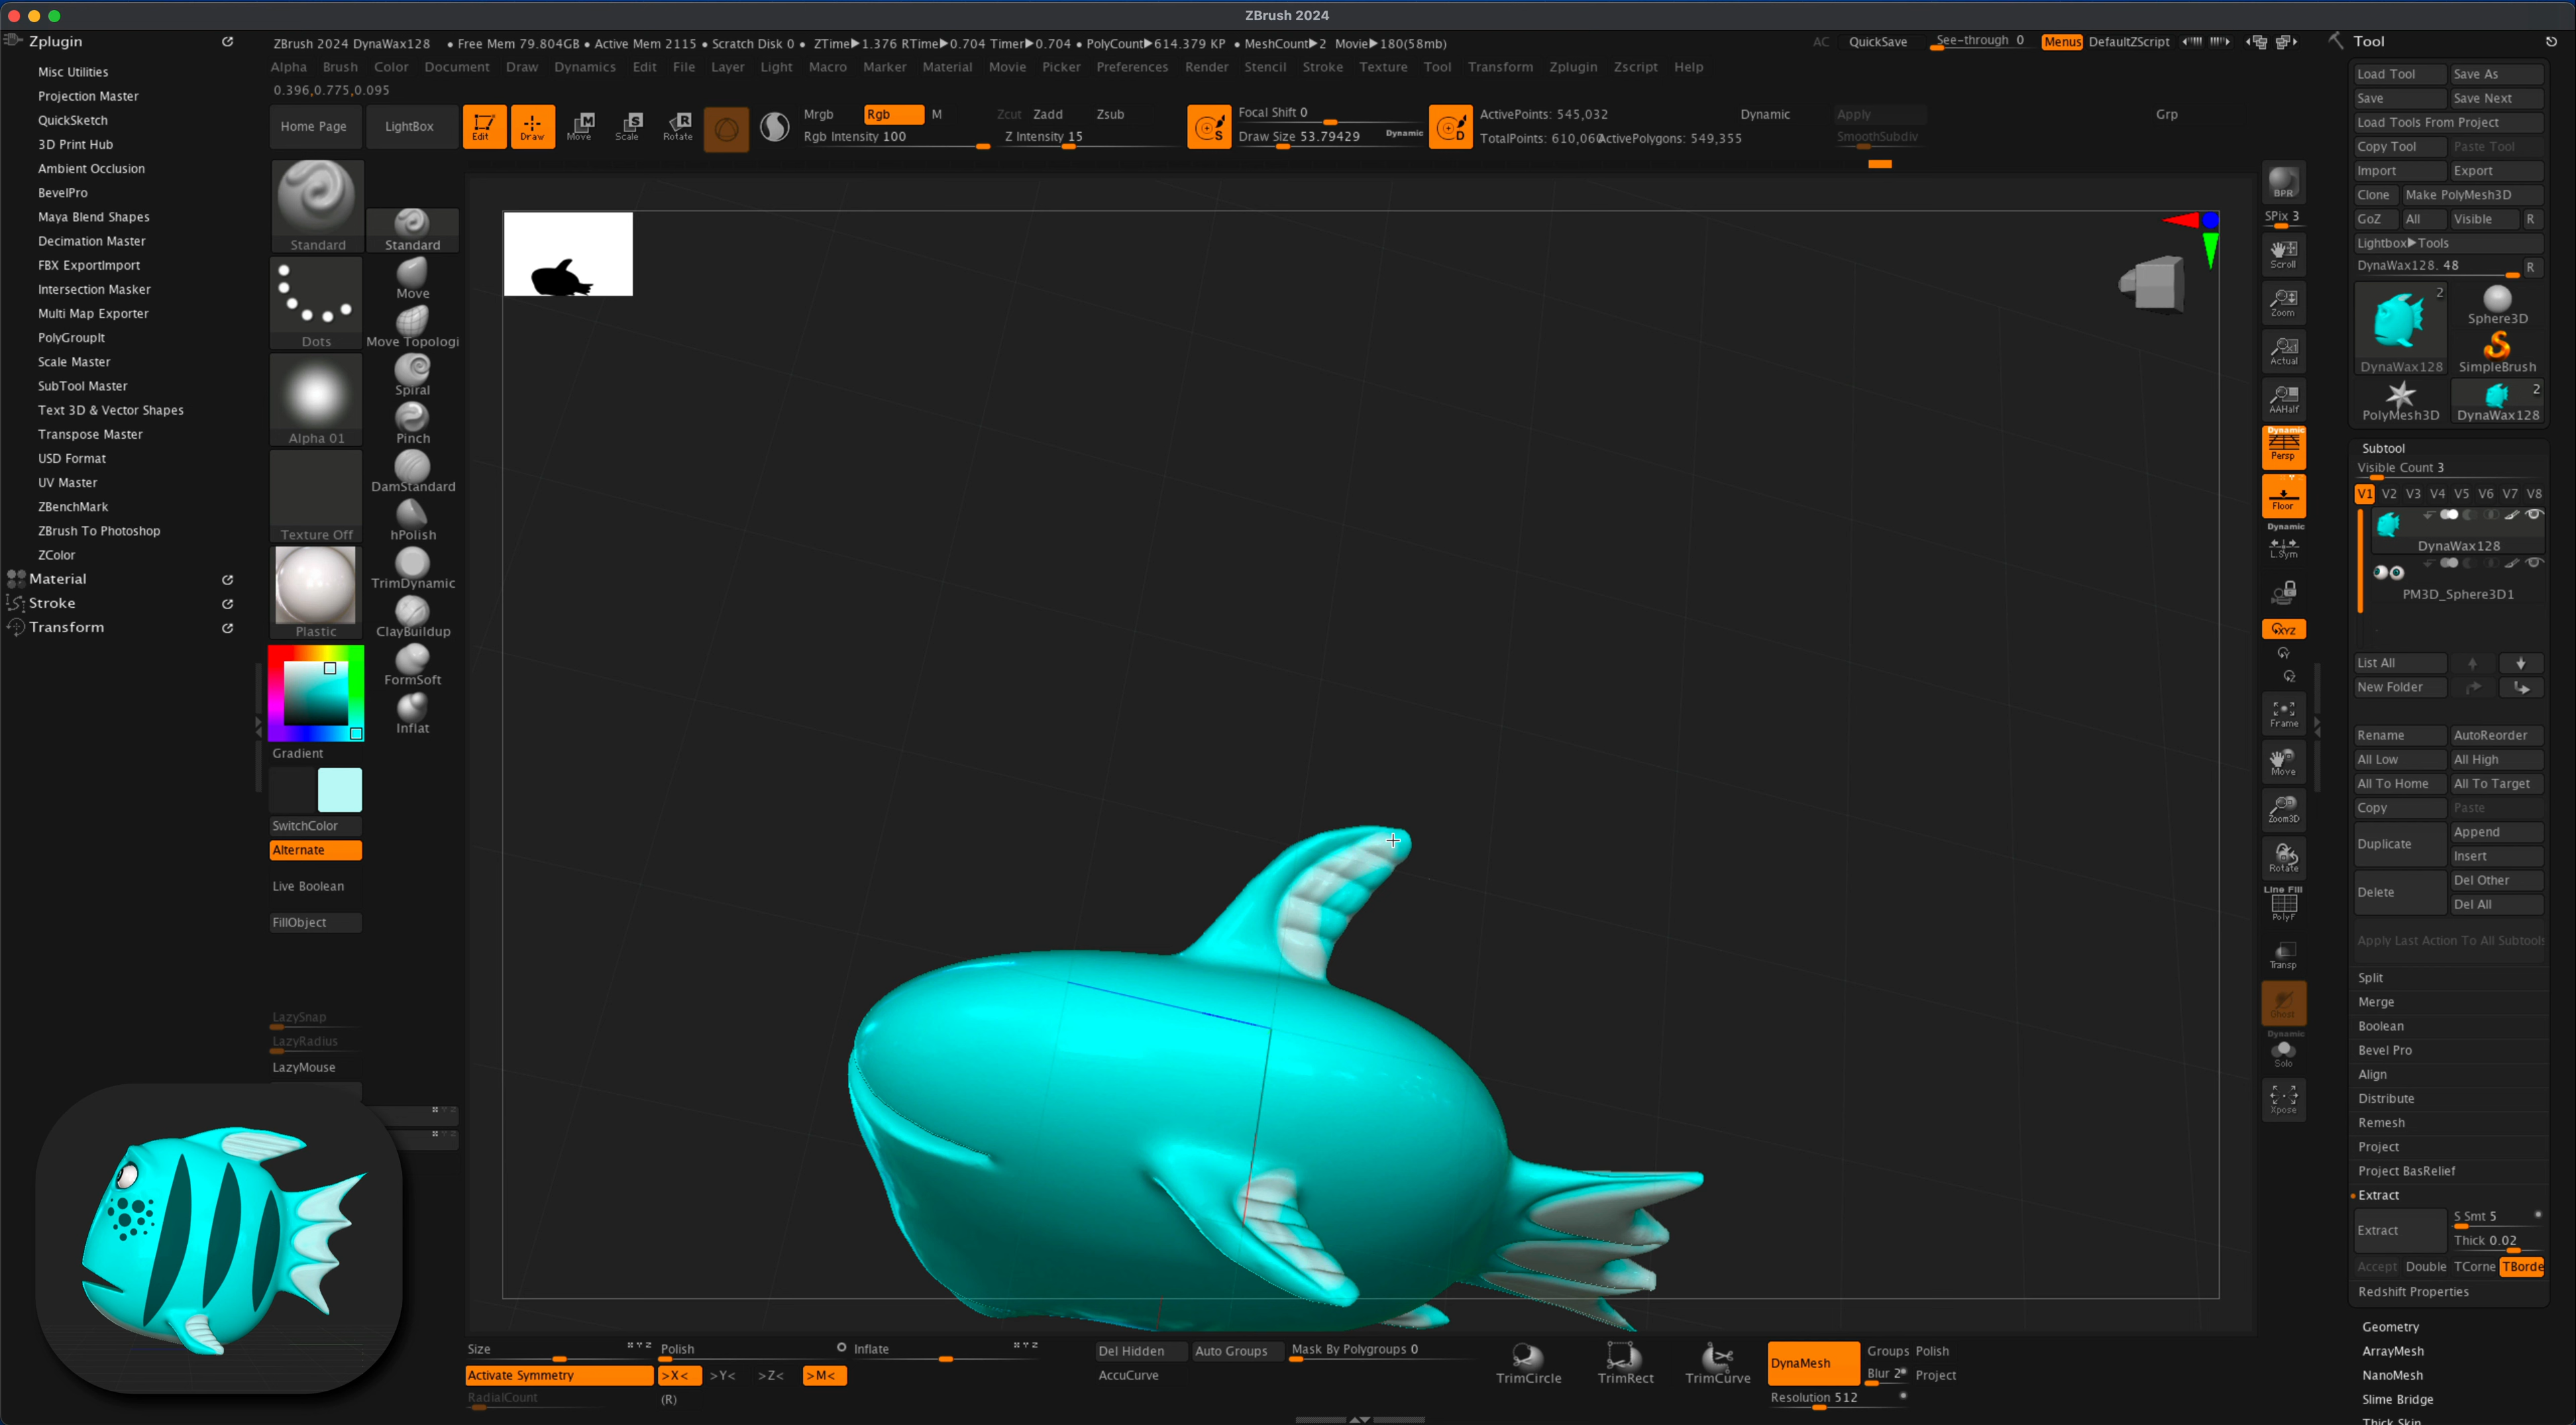 ZBrush 2024
Zplugin
Misc Utilities
Projection Master
QuickSketch
3D Print Hub
Ambient Occlusion
BevelPro
Maya Blend Shapes
Decimation Master
FBX ExportImport
Intersection Masker
Multi Map Exporter
PolyGroupIt
Scale Master
SubTool Master
Text 3D & Vector Shapes
Transpose Master
USD Format
UV Master
ZBenchMark
ZBrush To Photoshop
ZColor
Material
Stroke
Transform
ZBrush 2024 DynaWax128 • Free Mem 79.804GB • Active Mem 2115 • Scratch Disk 0 • ZTime▶1.376 RTime▶0.704 Timer▶0.704 • PolyCount▶614.379 KP • MeshCount▶2 Movie▶180(58mb)
AC QuickSave See-through 0 Menus DefaultZScript
Alpha Brush Color Document Draw Dynamics Edit File Layer Light Macro Marker Material Movie Picker Preferences Render Stencil Stroke Texture Tool Transform Zplugin Zscript Help
0.396,0.775,0.095
Home Page LightBox Edit Draw Move Scale Rotate
Mrgb Rgb M Zcut Zadd Zsub
Rgb Intensity 100 Z Intensity 15
Focal Shift 0
Draw Size 53.79429 Dynamic
ActivePoints: 545,032
TotalPoints: 610,060 ActivePolygons: 549,355
Dynamic Apply
SmoothSubdiv
Grp
Standard
Standard
Move
Dots
Move Topologi
Spiral
Alpha 01
Pinch
DamStandard
Texture Off
hPolish
TrimDynamic
Plastic
ClayBuildup
FormSoft
Inflat
Gradient
SwitchColor
Alternate
Live Boolean
FillObject
LazySnap
LazyRadius
LazyMouse
BPR
SPix 3
Scroll
Zoom
Actual
AAHalf
Dynamic
Persp
Floor
Dynamic
L.Sym
XYZ
Y
Z
Frame
Move
Zoom3D
Rotate
Line Fill
PolyF
Transp
Ghost
Dynamic
Solo
Xpose
Tool
Load Tool Save As
Save Save Next
Load Tools From Project
Copy Tool Paste Tool
Import Export
Clone Make PolyMesh3D
GoZ All Visible R
Lightbox▶Tools
DynaWax128. 48 R
2
Sphere3D
DynaWax128 SimpleBrush
2
PolyMesh3D DynaWax128
Subtool
Visible Count 3
V1 V2 V3 V4 V5 V6 V7 V8
DynaWax128
PM3D_Sphere3D1
List All
New Folder
Rename AutoReorder
All Low All High
All To Home All To Target
Copy Paste
Duplicate Append
Insert
Delete Del Other
Del All
Apply Last Action To All Subtools
Split
Merge
Boolean
Bevel Pro
Align
Distribute
Remesh
Project
Project BasRelief
Extract
Extract S Smt 5
Thick 0.02
Accept Double TCorne TBorde
Redshift Properties
Geometry
ArrayMesh
NanoMesh
Slime Bridge
Thick Skin
Size Polish Inflate
Activate Symmetry >X< >Y< >Z< >M<
RadialCount (R)
Del Hidden Auto Groups Mask By Polygroups 0
AccuCurve
TrimCircle TrimRect TrimCurve
DynaMesh Groups Polish
Blur 2 Project
Resolution 512